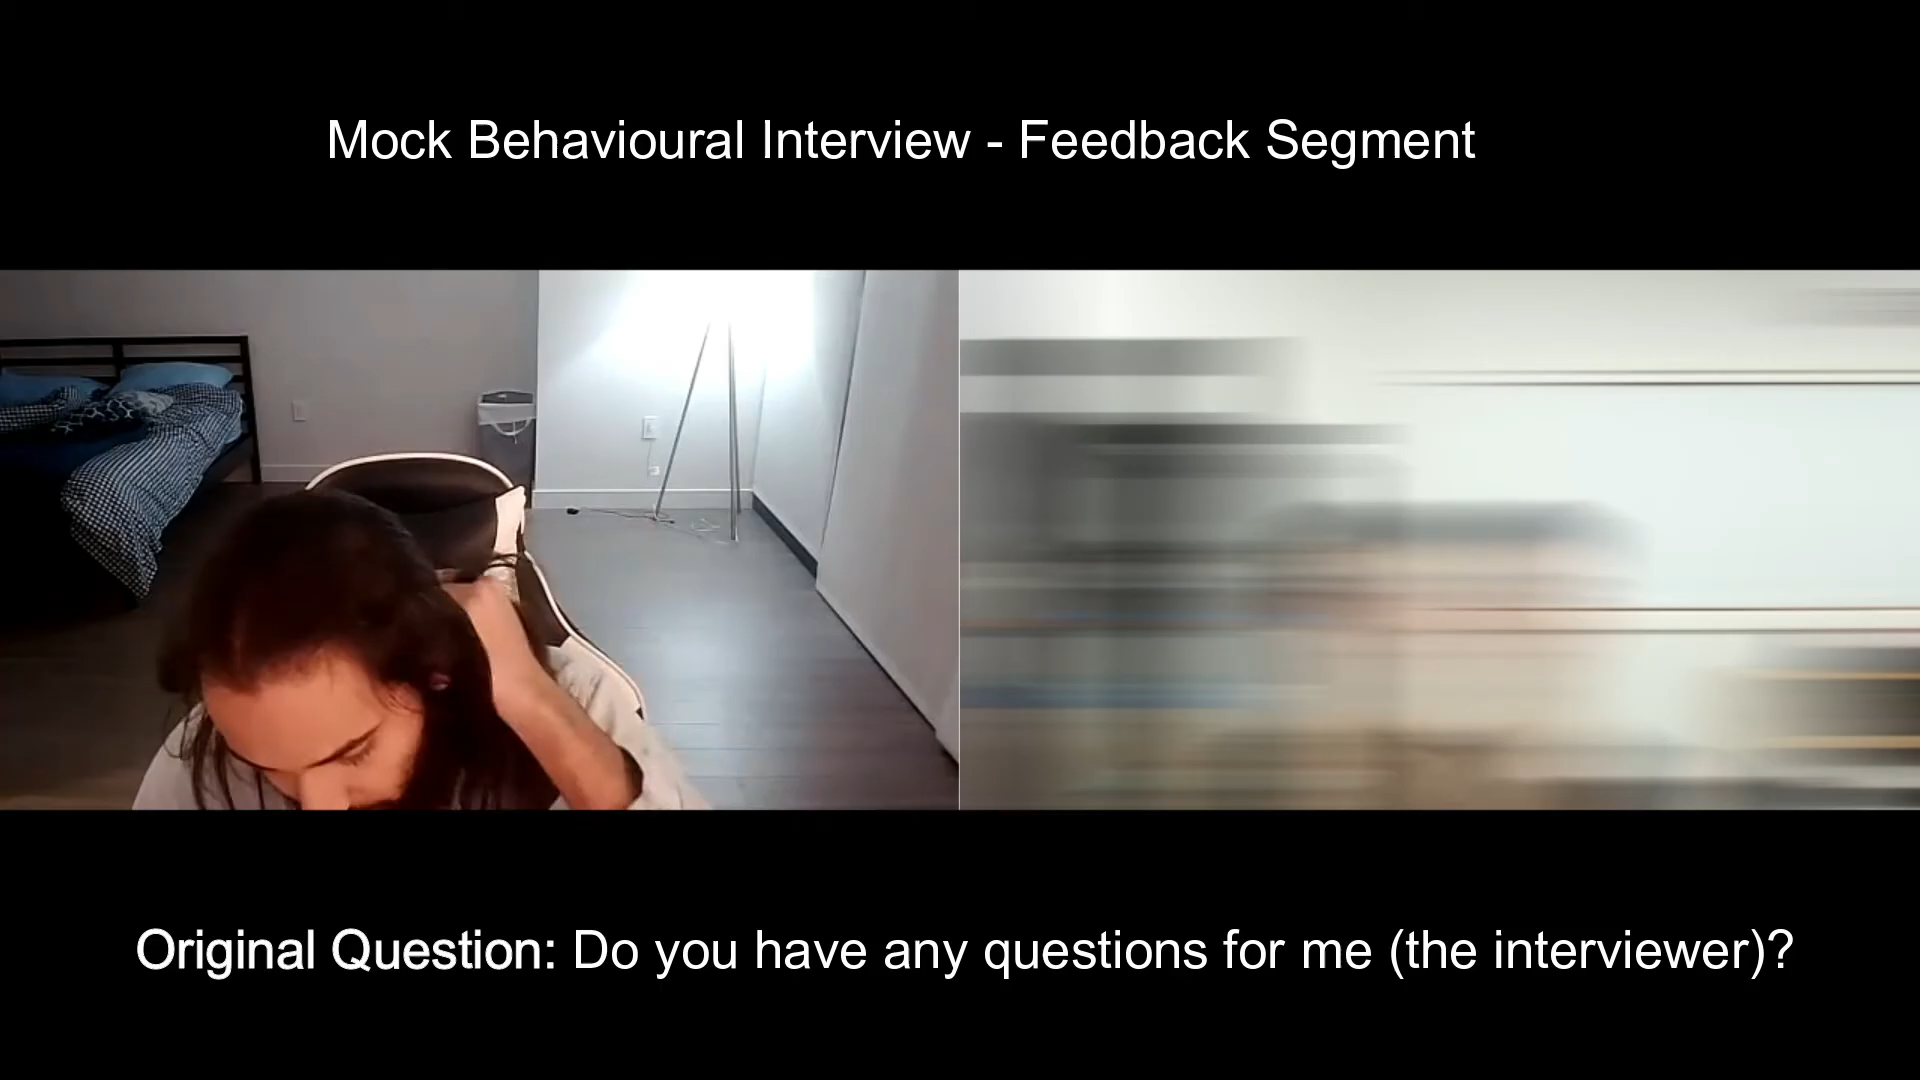 Mock Behavioural Interview - Feedback Segment
Original Question: Do you have any questions for me (the interviewer)?